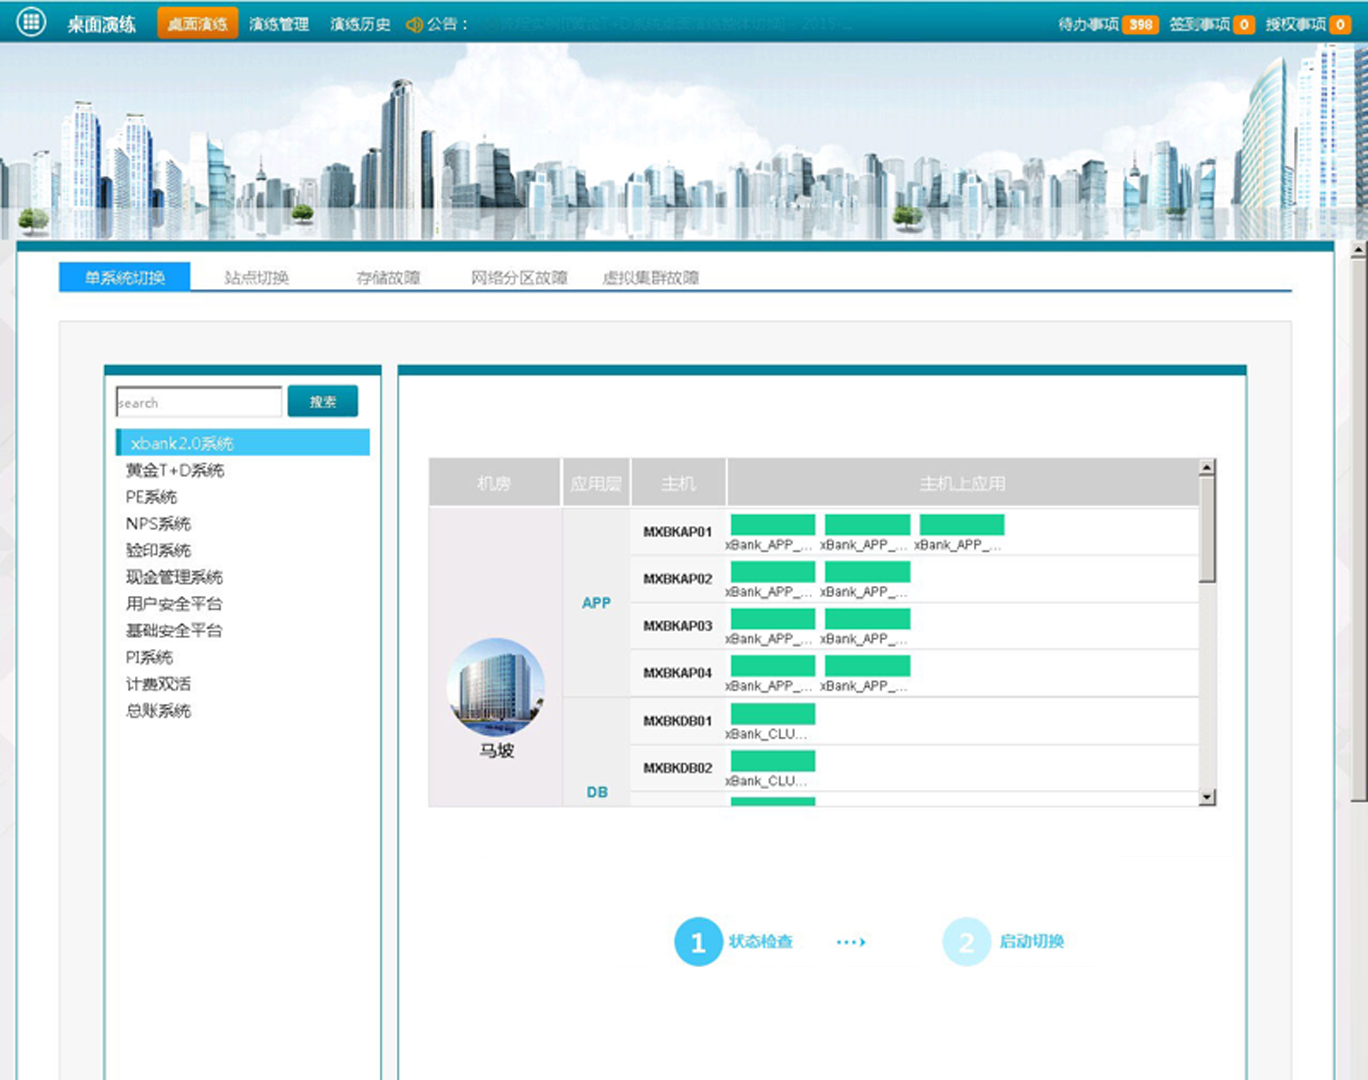 桌面演练 桌面演练 演练管理 演练历史 公告： 待办事项 398 签到事项 0 授权事项 0
单系统切换 站点切换 存储故障 网络分区故障 虚拟集群故障
search 搜索
xbank2.0系统
黄金T+D系统
PE系统
NPS系统
验印系统
现金管理系统
用户安全平台
基础安全平台
PI系统
计费双活
总账系统
机房 应用层 主机 主机上应用
马坡
APP
MXBKAP01 xBank_APP_... xBank_APP_... xBank_APP_...
MXBKAP02 xBank_APP_... xBank_APP_...
MXBKAP03 xBank_APP_... xBank_APP_...
MXBKAP04 xBank_APP_... xBank_APP_...
DB
MXBKDB01 xBank_CLU...
MXBKDB02 xBank_CLU...
1 状态检查 2 启动切换